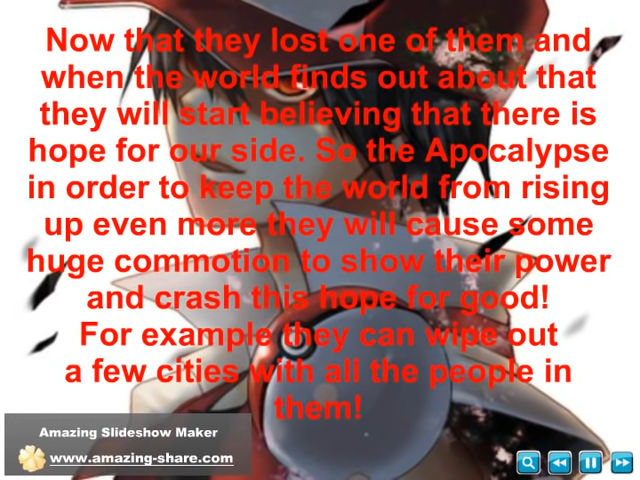 Now that they lost one of them and
when the world finds out about that
they will start believing that there is
hope for our side. So the Apocalypse
in order to keep the world from rising
up even more they will cause some
huge commotion to show their power
and crash this hope for good!
For example they can wipe out
a few cities with all the people in
them!
Amazing Slideshow Maker
www.amazing-share.com